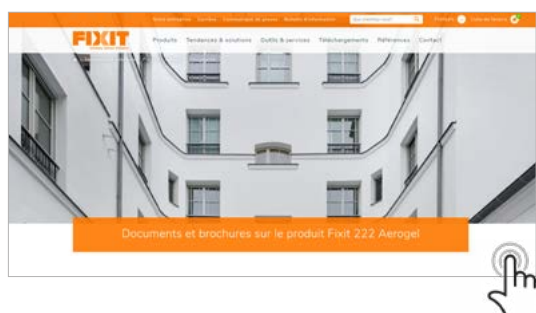 Notre entreprise Carrière Communiqué de presse Bulletin d'information
Français Liste de favoris
FIXIT
Produits Tendances & solutions Outils & services Téléchargements Références Contact
Documents et brochures sur le produit Fixit 222 Aerogel